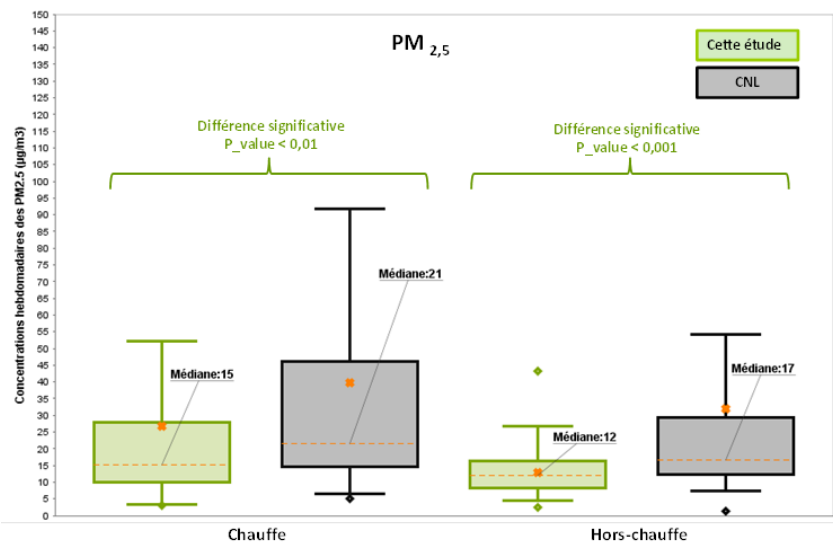 PM 2,5
Cette étude
CNL
Différence significative
P_value < 0,01
Différence significative
P_value < 0,001
Concentrations hebdomadaires des PM2.5 (µg/m3)
150
145
140
135
130
125
120
115
110
105
100
95
90
85
80
75
70
65
60
55
50
45
40
35
30
25
20
15
10
5
0
Médiane:15
Médiane:21
Médiane:12
Médiane:17
Chauffe
Hors-chauffe